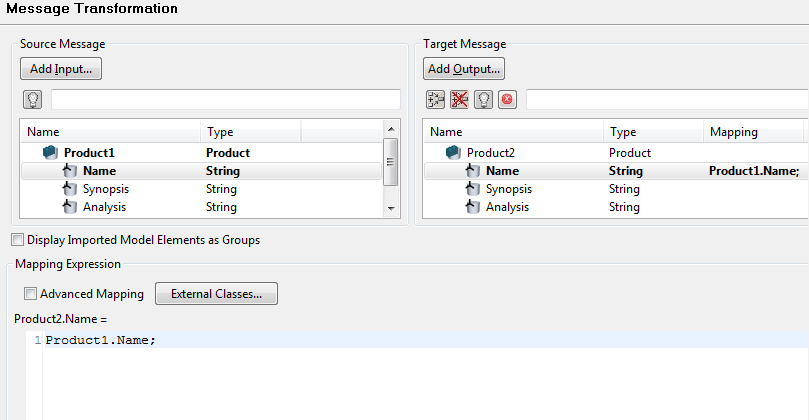 Message Transformation
Source Message
Add Input...
Name Type
Product1 Product
Name String
Synopsis String
Analysis String
Target Message
Add Output...
Name Type Mapping
Product2 Product
Name String Product1.Name;
Synopsis String
Analysis String
Display Imported Model Elements as Groups
Mapping Expression
Advanced Mapping External Classes...
Product2.Name =
1 Product1.Name;